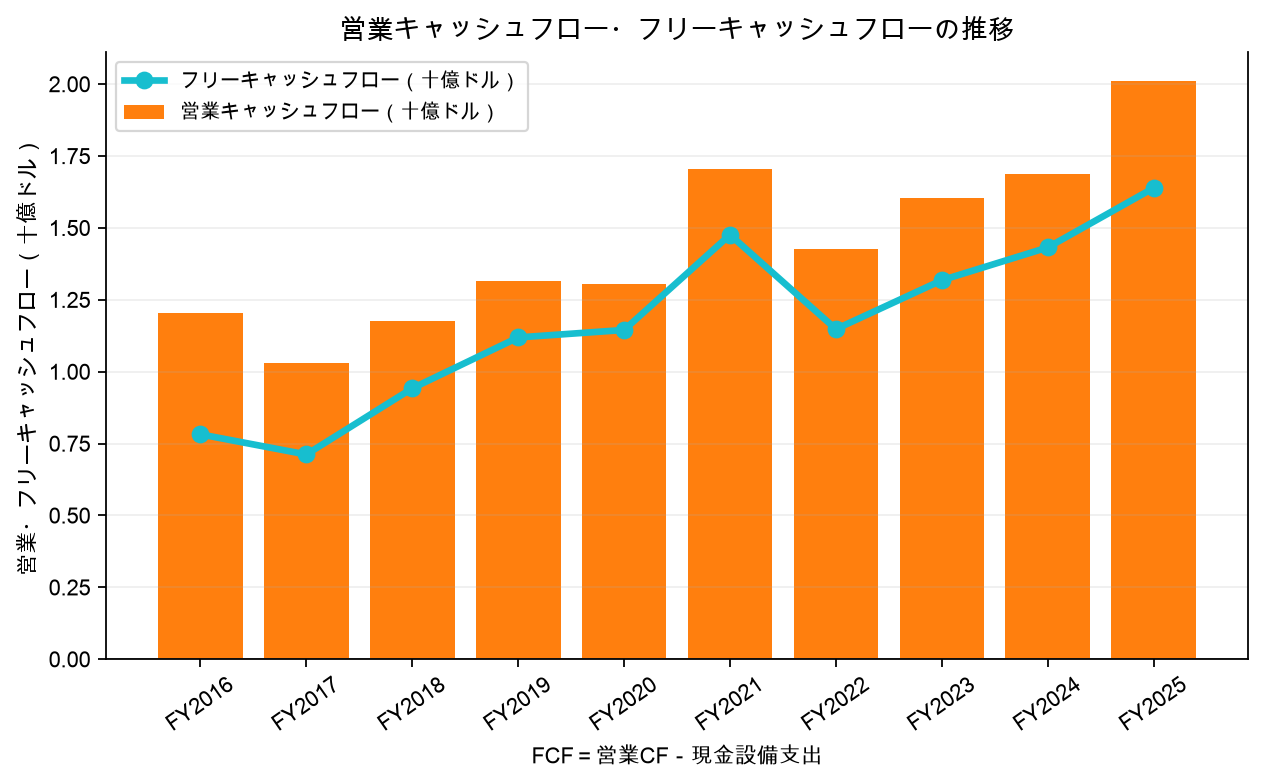 営業キャッシュフロー・フリーキャッシュフローの推移
フリーキャッシュフロー（十億ドル）
営業キャッシュフロー（十億ドル）
営業・フリーキャッシュフロー（十億ドル）
2.00
1.75
1.50
1.25
1.00
0.75
0.50
0.25
0.00
FY2016
FY2017
FY2018
FY2019
FY2020
FY2021
FY2022
FY2023
FY2024
FY2025
FCF = 営業CF - 現金設備支出